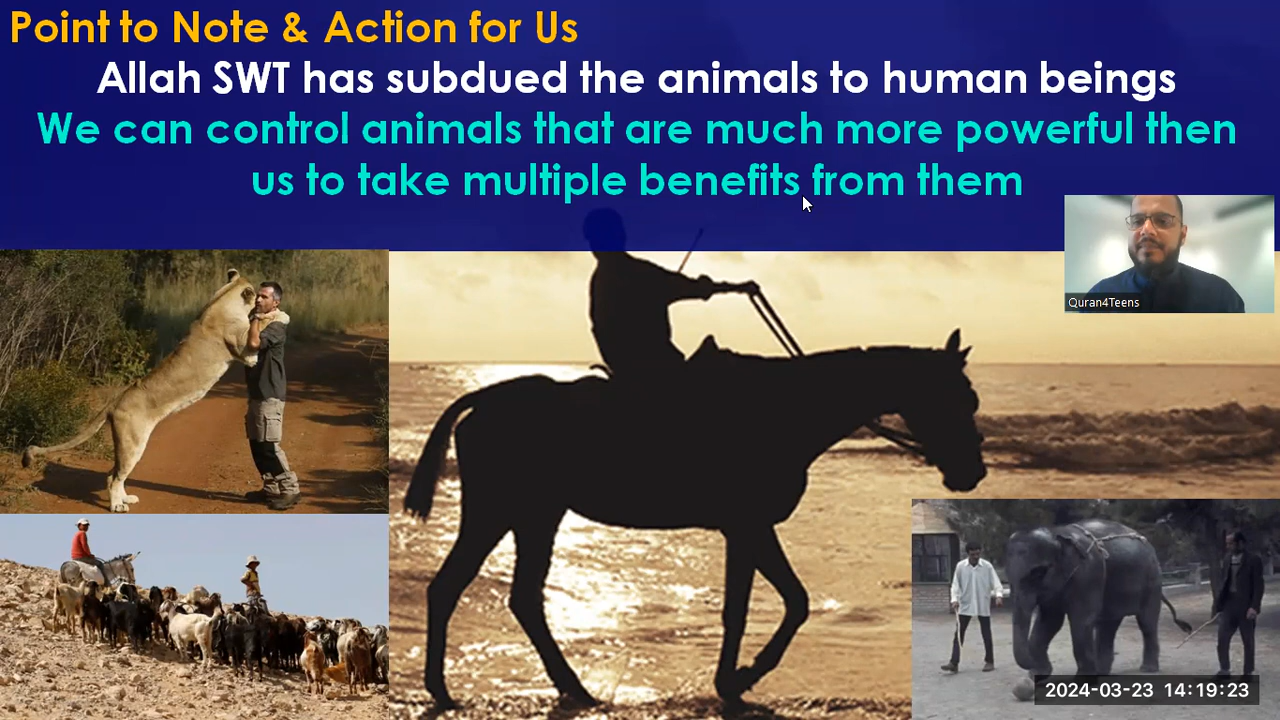 Point to Note & Action for Us
Allah SWT has subdued the animals to human beings
We can control animals that are much more powerful then
us to take multiple benefits from them
Quran4Teens
2024-03-23 14:19:23